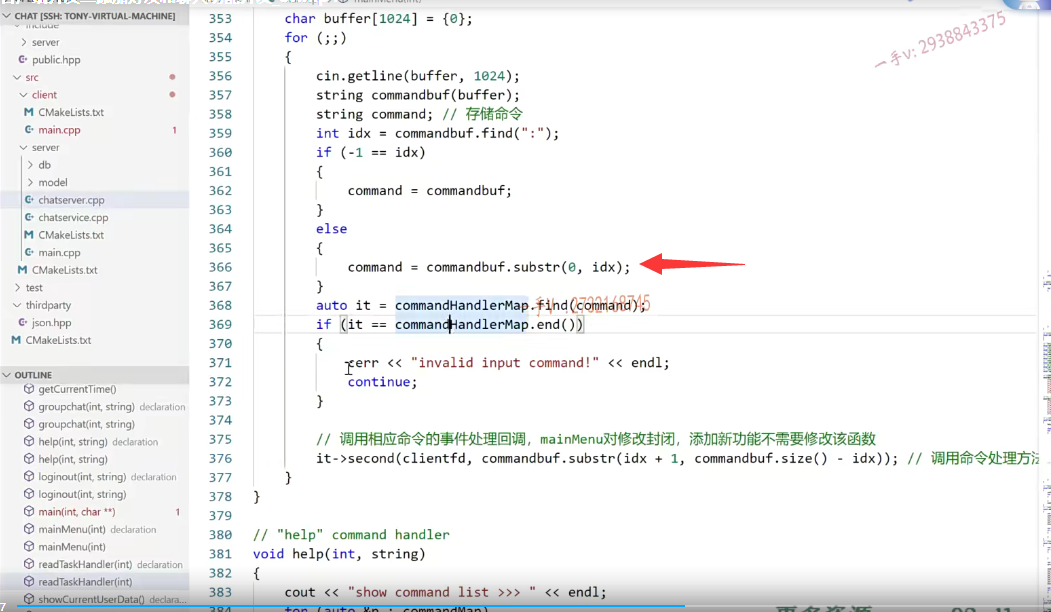 CHAT [SSH: TONY-VIRTUAL-MACHINE]
include
server
public.hpp
src
client
CMakeLists.txt
main.cpp 1
server
db
model
chatserver.cpp
chatservice.cpp
CMakeLists.txt
main.cpp
CMakeLists.txt
test
thirdparty
json.hpp
CMakeLists.txt
OUTLINE
getCurrentTime()
groupchat(int, string) declaration
groupchat(int, string)
help(int, string) declaration
help(int, string)
loginout(int, string) declaration
loginout(int, string)
main(int, char **) 1
mainMenu(int) declaration
mainMenu(int)
readTaskHandler(int) declaration
readTaskHandler(int)
showCurrentUserData() declara...
353 char buffer[1024] = {0};
354 for (;;)
355 {
356 cin.getline(buffer, 1024);
357 string commandbuf(buffer);
358 string command; // 存储命令
359 int idx = commandbuf.find(":");
360 if (-1 == idx)
361 {
362 command = commandbuf;
363 }
364 else
365 {
366 command = commandbuf.substr(0, idx);
367 }
368 auto it = commandHandlerMap.find(command);
369 if (it == commandHandlerMap.end())
370 {
371 cerr << "invalid input command!" << endl;
372 continue;
373 }
374
375 // 调用相应命令的事件处理回调，mainMenu对修改封闭，添加新功能不需要修改该函数
376 it->second(clientfd, commandbuf.substr(idx + 1, commandbuf.size() - idx)); // 调用命令处理方法
377 }
378 }
379
380 // "help" command handler
381 void help(int, string)
382 {
383 cout << "show command list >>> " << endl;
384 for (auto &p : commandMap)
一手v: 2938843375